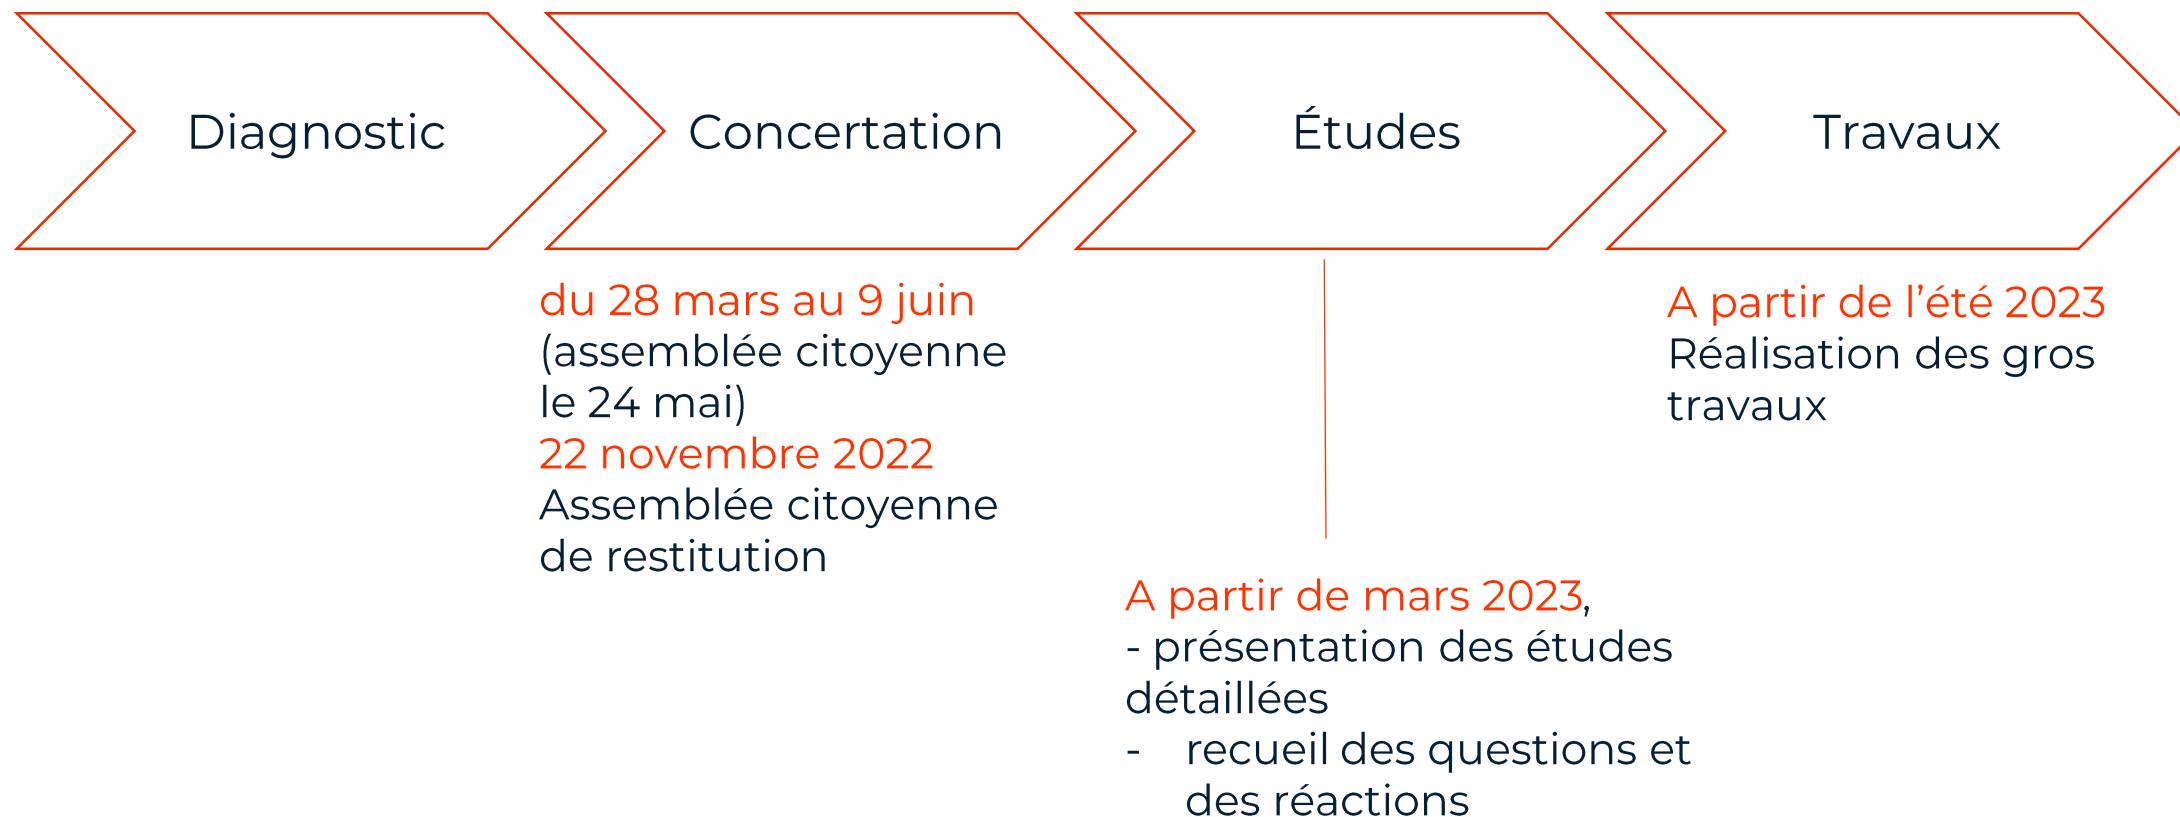 Diagnostic
Concertation
Études
Travaux
du 28 mars au 9 juin
(assemblée citoyenne
le 24 mai)
22 novembre 2022
Assemblée citoyenne
de restitution
A partir de mars 2023,
- présentation des études
détaillées
- recueil des questions et
des réactions
A partir de l’été 2023
Réalisation des gros
travaux